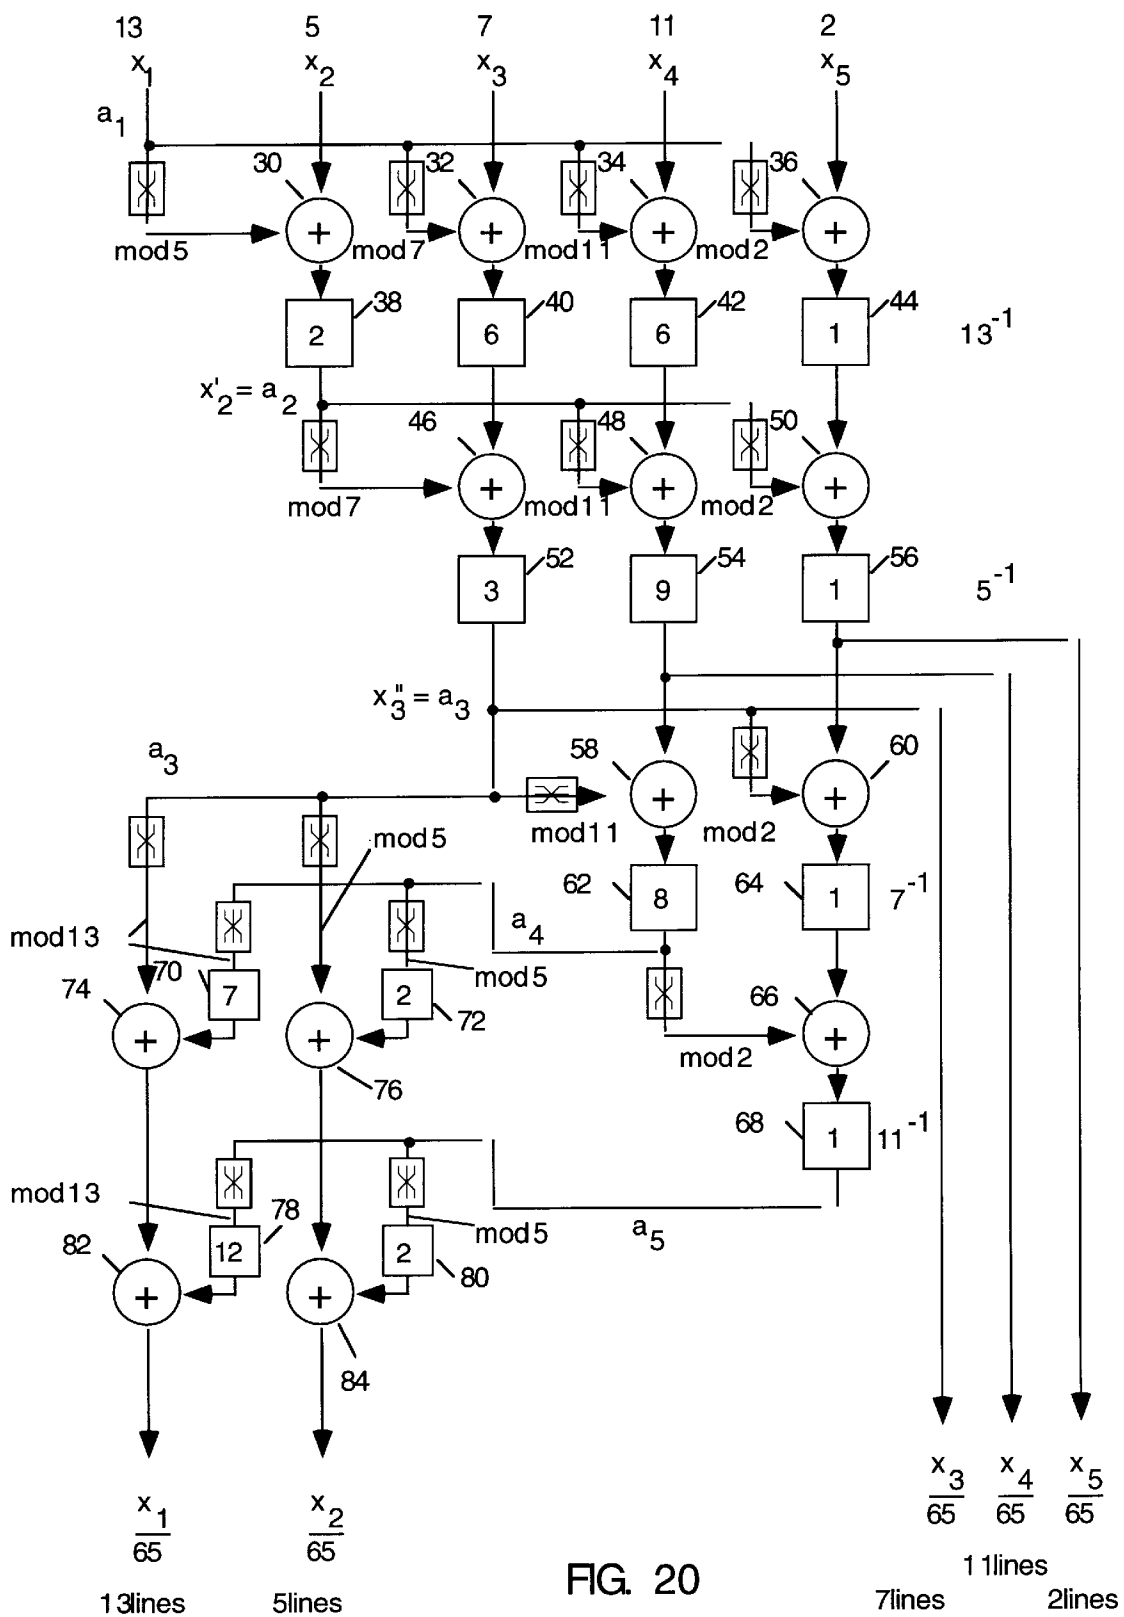 13 5 7 11 2
x1 x2 x3 x4 x5
a1
30 32 34 36
+ + + +
mod5 mod7 mod11 mod2
38 40 42 44
2 6 6 1 13-1
x'2 = a2
46 48 50
+ + +
mod7 mod11 mod2
52 54 56
3 9 1 5-1
x"3 = a3
a3 58 60
+ +
mod5 mod11 mod2
62 8 64 1 7-1
a4
mod13 mod5
70 7 2 72
74 66
+ + +
mod2
76
68 1 11-1
mod13 78 mod5 a5
82 12 2 80
+ +
84
x1/65 x2/65 x3/65 x4/65 x5/65
FIG. 20
13lines 5lines 7lines 11lines 2lines